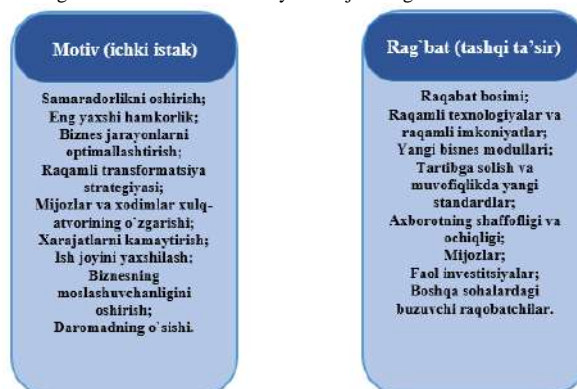 Motiv (ichki istak)
Samaradorlikni oshirish;
Eng yaxshi hamkorlik;
Biznes jarayonlarni
optimallashtirish;
Raqamli transformatsiya
strategiyasi;
Mijozlar va xodimlar xulq-
atvorining o`zgarishi;
Xarajatlarni kamaytirish;
Ish joyini yaxshilash;
Biznesning
moslashuvchanligini
oshirish;
Daromadning o`sishi.
Rag`bat (tashqi ta’sir)
Raqabat bosimi;
Raqamli texnologiyalar va
raqamli imkoniyatlar;
Yangi bisnes modullari;
Tartibga solish va
muvofiqlikda yangi
standardlar;
Axborotning shaffofligi va
ochiqligi;
Mijozlar;
Faol investitsiyalar;
Boshqa sohalardagi
buzuvchi raqobatchilar.